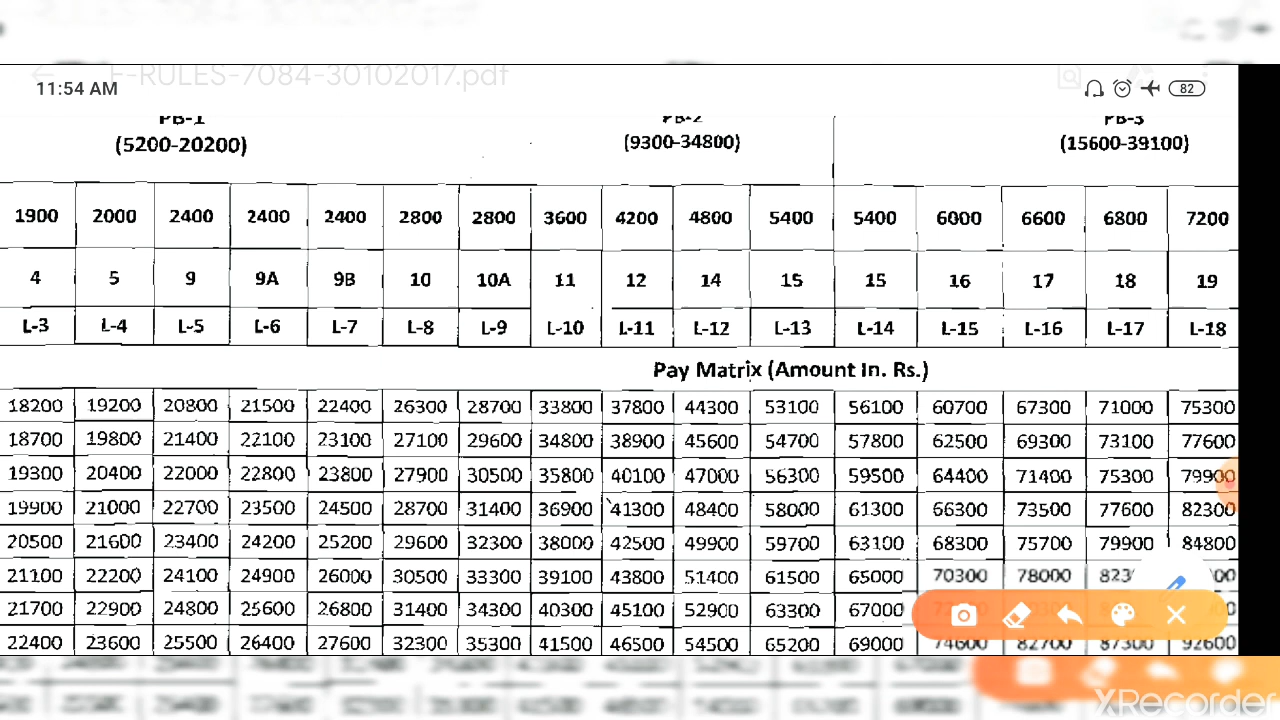 F-RULES-7084-30102017.pdf
11:54 AM 82
PB-1 PB-2 PB-3
(5200-20200) (9300-34800) (15600-39100)
1900 2000 2400 2400 2400 2800 2800 3600 4200 4800 5400 5400 6000 6600 6800 7200
4 5 9 9A 9B 10 10A 11 12 14 15 15 16 17 18 19
L-3 L-4 L-5 L-6 L-7 L-8 L-9 L-10 L-11 L-12 L-13 L-14 L-15 L-16 L-17 L-18
Pay Matrix (Amount In. Rs.)
18200 19200 20800 21500 22400 26300 28700 33800 37800 44300 53100 56100 60700 67300 71000 75300
18700 19800 21400 22100 23100 27100 29600 34800 38900 45600 54700 57800 62500 69300 73100 77600
19300 20400 22000 22800 23800 27900 30500 35800 40100 47000 56300 59500 64400 71400 75300 79900
19900 21000 22700 23500 24500 28700 31400 36900 41300 48400 58000 61300 66300 73500 77600 82300
20500 21600 23400 24200 25200 29600 32300 38000 42500 49900 59700 63100 68300 75700 79900 84800
21100 22200 24100 24900 26000 30500 33300 39100 43800 51400 61500 65000 70300 78000
21700 22900 24800 25600 26800 31400 34300 40300 45100 52900 63300 67000
22400 23600 25500 26400 27600 32300 35300 41500 46500 54500 65200 69000 74600 82700 87300 92600
XRecorder